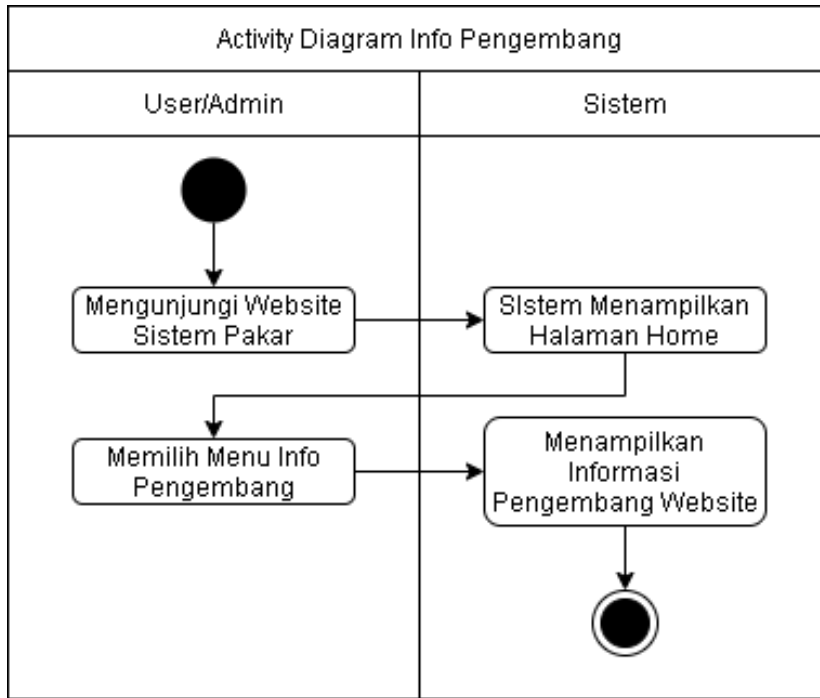 Activity Diagram Info Pengembang
User/Admin
Sistem
Mengunjungi Website
Sistem Pakar
SIstem Menampilkan
Halaman Home
Memilih Menu Info
Pengembang
Menampilkan
Informasi
Pengembang Website